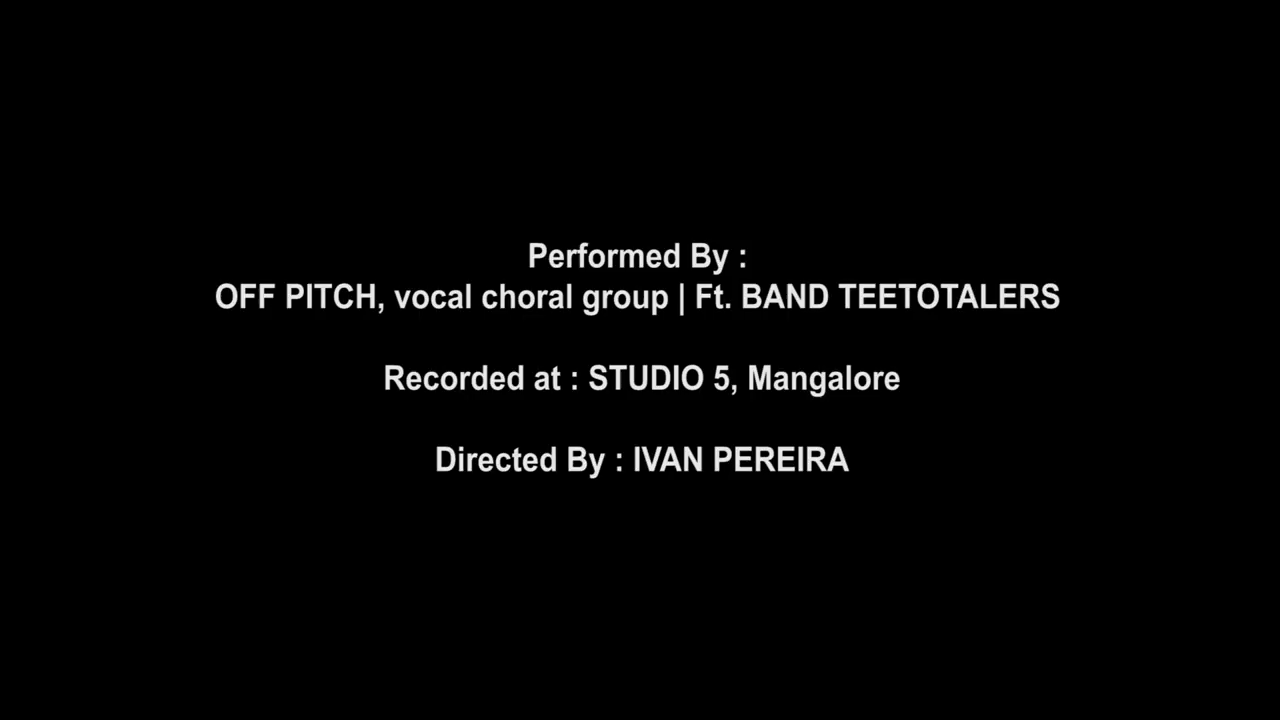 Performed By :
OFF PITCH, vocal choral group | Ft. BAND TEETOTALERS
Recorded at : STUDIO 5, Mangalore
Directed By : IVAN PEREIRA